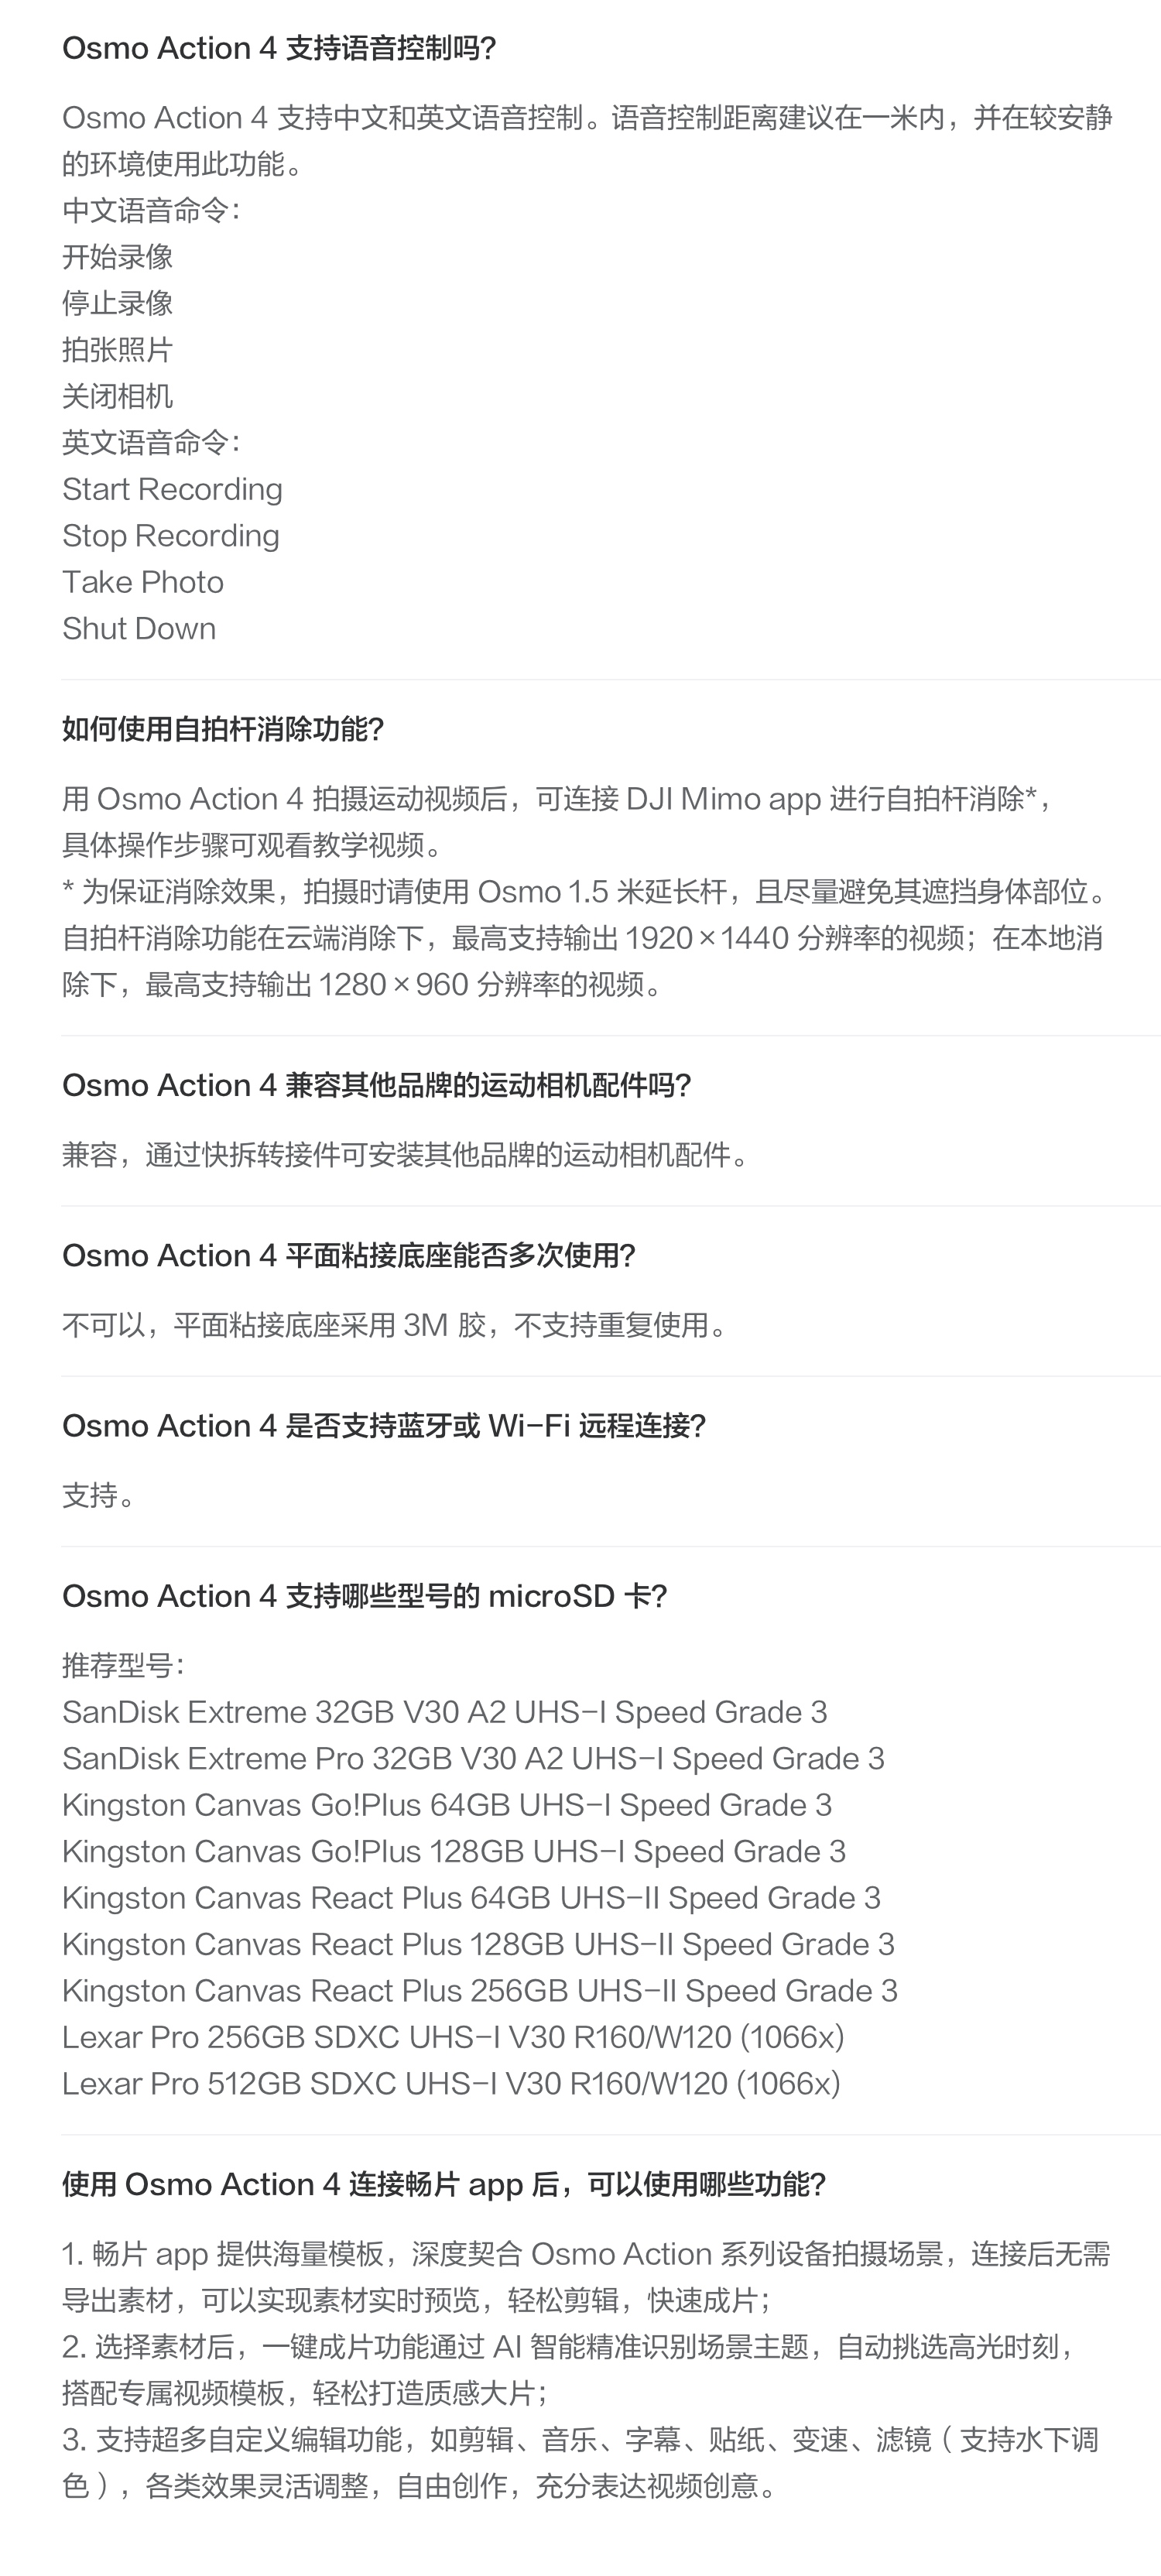 Osmo Action 4 支持语音控制吗？
Osmo Action 4 支持中文和英文语音控制。语音控制距离建议在一米内，并在较安静
的环境使用此功能。
中文语音命令：
开始录像
停止录像
拍张照片
关闭相机
英文语音命令：
Start Recording
Stop Recording
Take Photo
Shut Down
如何使用自拍杆消除功能？
用 Osmo Action 4 拍摄运动视频后，可连接 DJI Mimo app 进行自拍杆消除*，
具体操作步骤可观看教学视频。
* 为保证消除效果，拍摄时请使用 Osmo 1.5 米延长杆，且尽量避免其遮挡身体部位。
自拍杆消除功能在云端消除下，最高支持输出 1920×1440 分辨率的视频；在本地消
除下，最高支持输出 1280×960 分辨率的视频。
Osmo Action 4 兼容其他品牌的运动相机配件吗？
兼容，通过快拆转接件可安装其他品牌的运动相机配件。
Osmo Action 4 平面粘接底座能否多次使用？
不可以，平面粘接底座采用 3M 胶，不支持重复使用。
Osmo Action 4 是否支持蓝牙或 Wi-Fi 远程连接？
支持。
Osmo Action 4 支持哪些型号的 microSD 卡？
推荐型号：
SanDisk Extreme 32GB V30 A2 UHS-I Speed Grade 3
SanDisk Extreme Pro 32GB V30 A2 UHS-I Speed Grade 3
Kingston Canvas Go!Plus 64GB UHS-I Speed Grade 3
Kingston Canvas Go!Plus 128GB UHS-I Speed Grade 3
Kingston Canvas React Plus 64GB UHS-II Speed Grade 3
Kingston Canvas React Plus 128GB UHS-II Speed Grade 3
Kingston Canvas React Plus 256GB UHS-II Speed Grade 3
Lexar Pro 256GB SDXC UHS-I V30 R160/W120 (1066x)
Lexar Pro 512GB SDXC UHS-I V30 R160/W120 (1066x)
使用 Osmo Action 4 连接畅片 app 后，可以使用哪些功能？
1. 畅片 app 提供海量模板，深度契合 Osmo Action 系列设备拍摄场景，连接后无需
导出素材，可以实现素材实时预览，轻松剪辑，快速成片；
2. 选择素材后，一键成片功能通过 AI 智能精准识别场景主题，自动挑选高光时刻，
搭配专属视频模板，轻松打造质感大片；
3. 支持超多自定义编辑功能，如剪辑、音乐、字幕、贴纸、变速、滤镜（支持水下调
色），各类效果灵活调整，自由创作，充分表达视频创意。